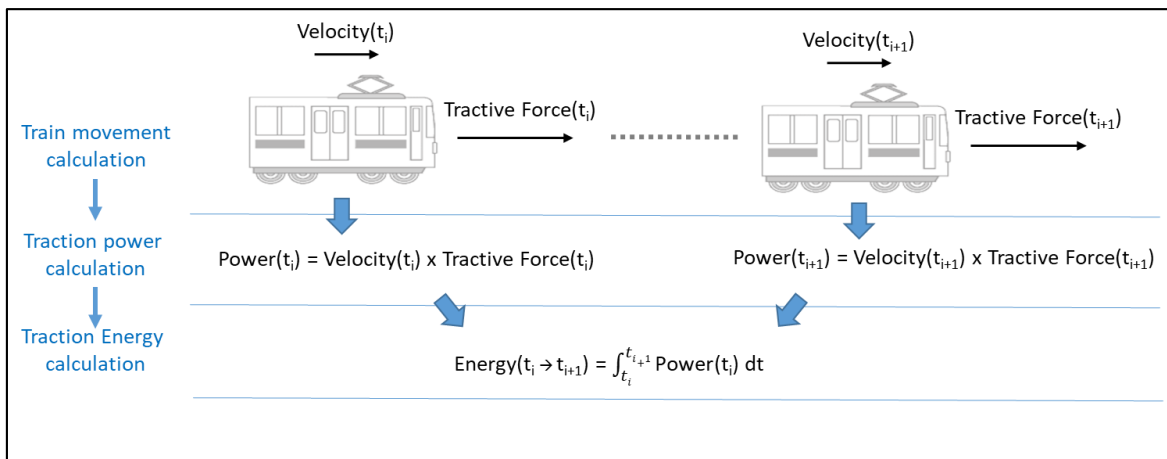 Velocity(tᵢ)
Velocity(tᵢ₊₁)
Tractive Force(tᵢ)
Tractive Force(tᵢ₊₁)
Train movement
calculation
Traction power
calculation
Power(tᵢ) = Velocity(tᵢ) x Tractive Force(tᵢ)
Power(tᵢ₊₁) = Velocity(tᵢ₊₁) x Tractive Force(tᵢ₊₁)
Traction Energy
calculation
Energy(tᵢ → tᵢ₊₁) = ∫_{tᵢ}^{tᵢ₊₁} Power(tᵢ) dt